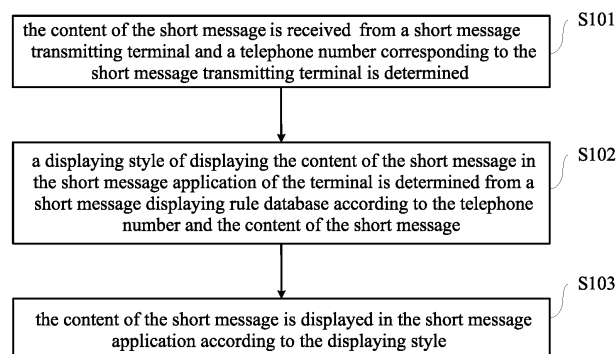 S101
the content of the short message is received from a short message
transmitting terminal and a telephone number corresponding to the
short message transmitting terminal is determined
S102
a displaying style of displaying the content of the short message in
the short message application of the terminal is determined from a
short message displaying rule database according to the telephone
number and the content of the short message
S103
the content of the short message is displayed in the short message
application according to the displaying style